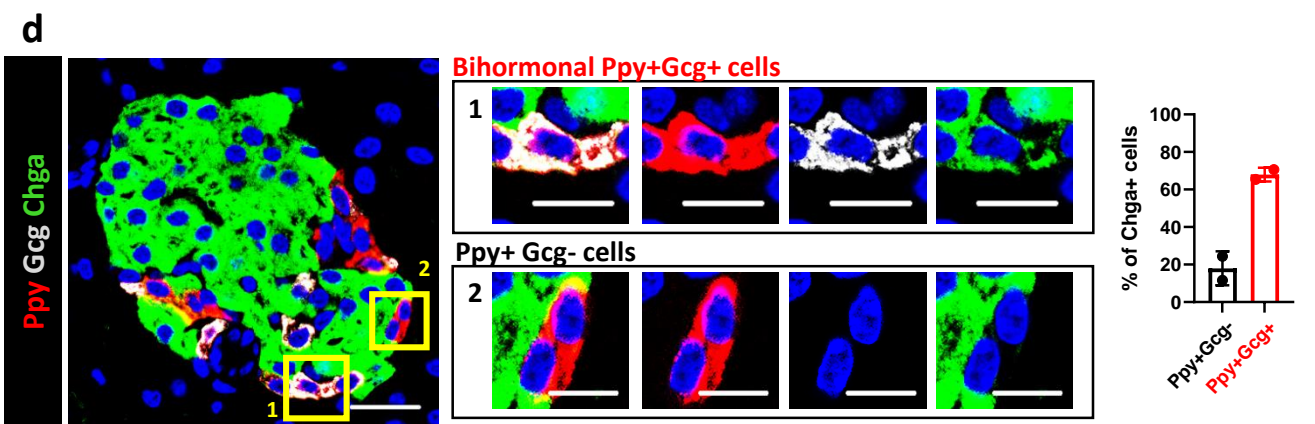 d
Ppy Gcg Chga
2
1
Bihormonal Ppy+Gcg+ cells
1
Ppy+ Gcg- cells
2
% of Chga+ cells
100
80
60
40
20
0
Ppy+Gcg-
Ppy+Gcg+